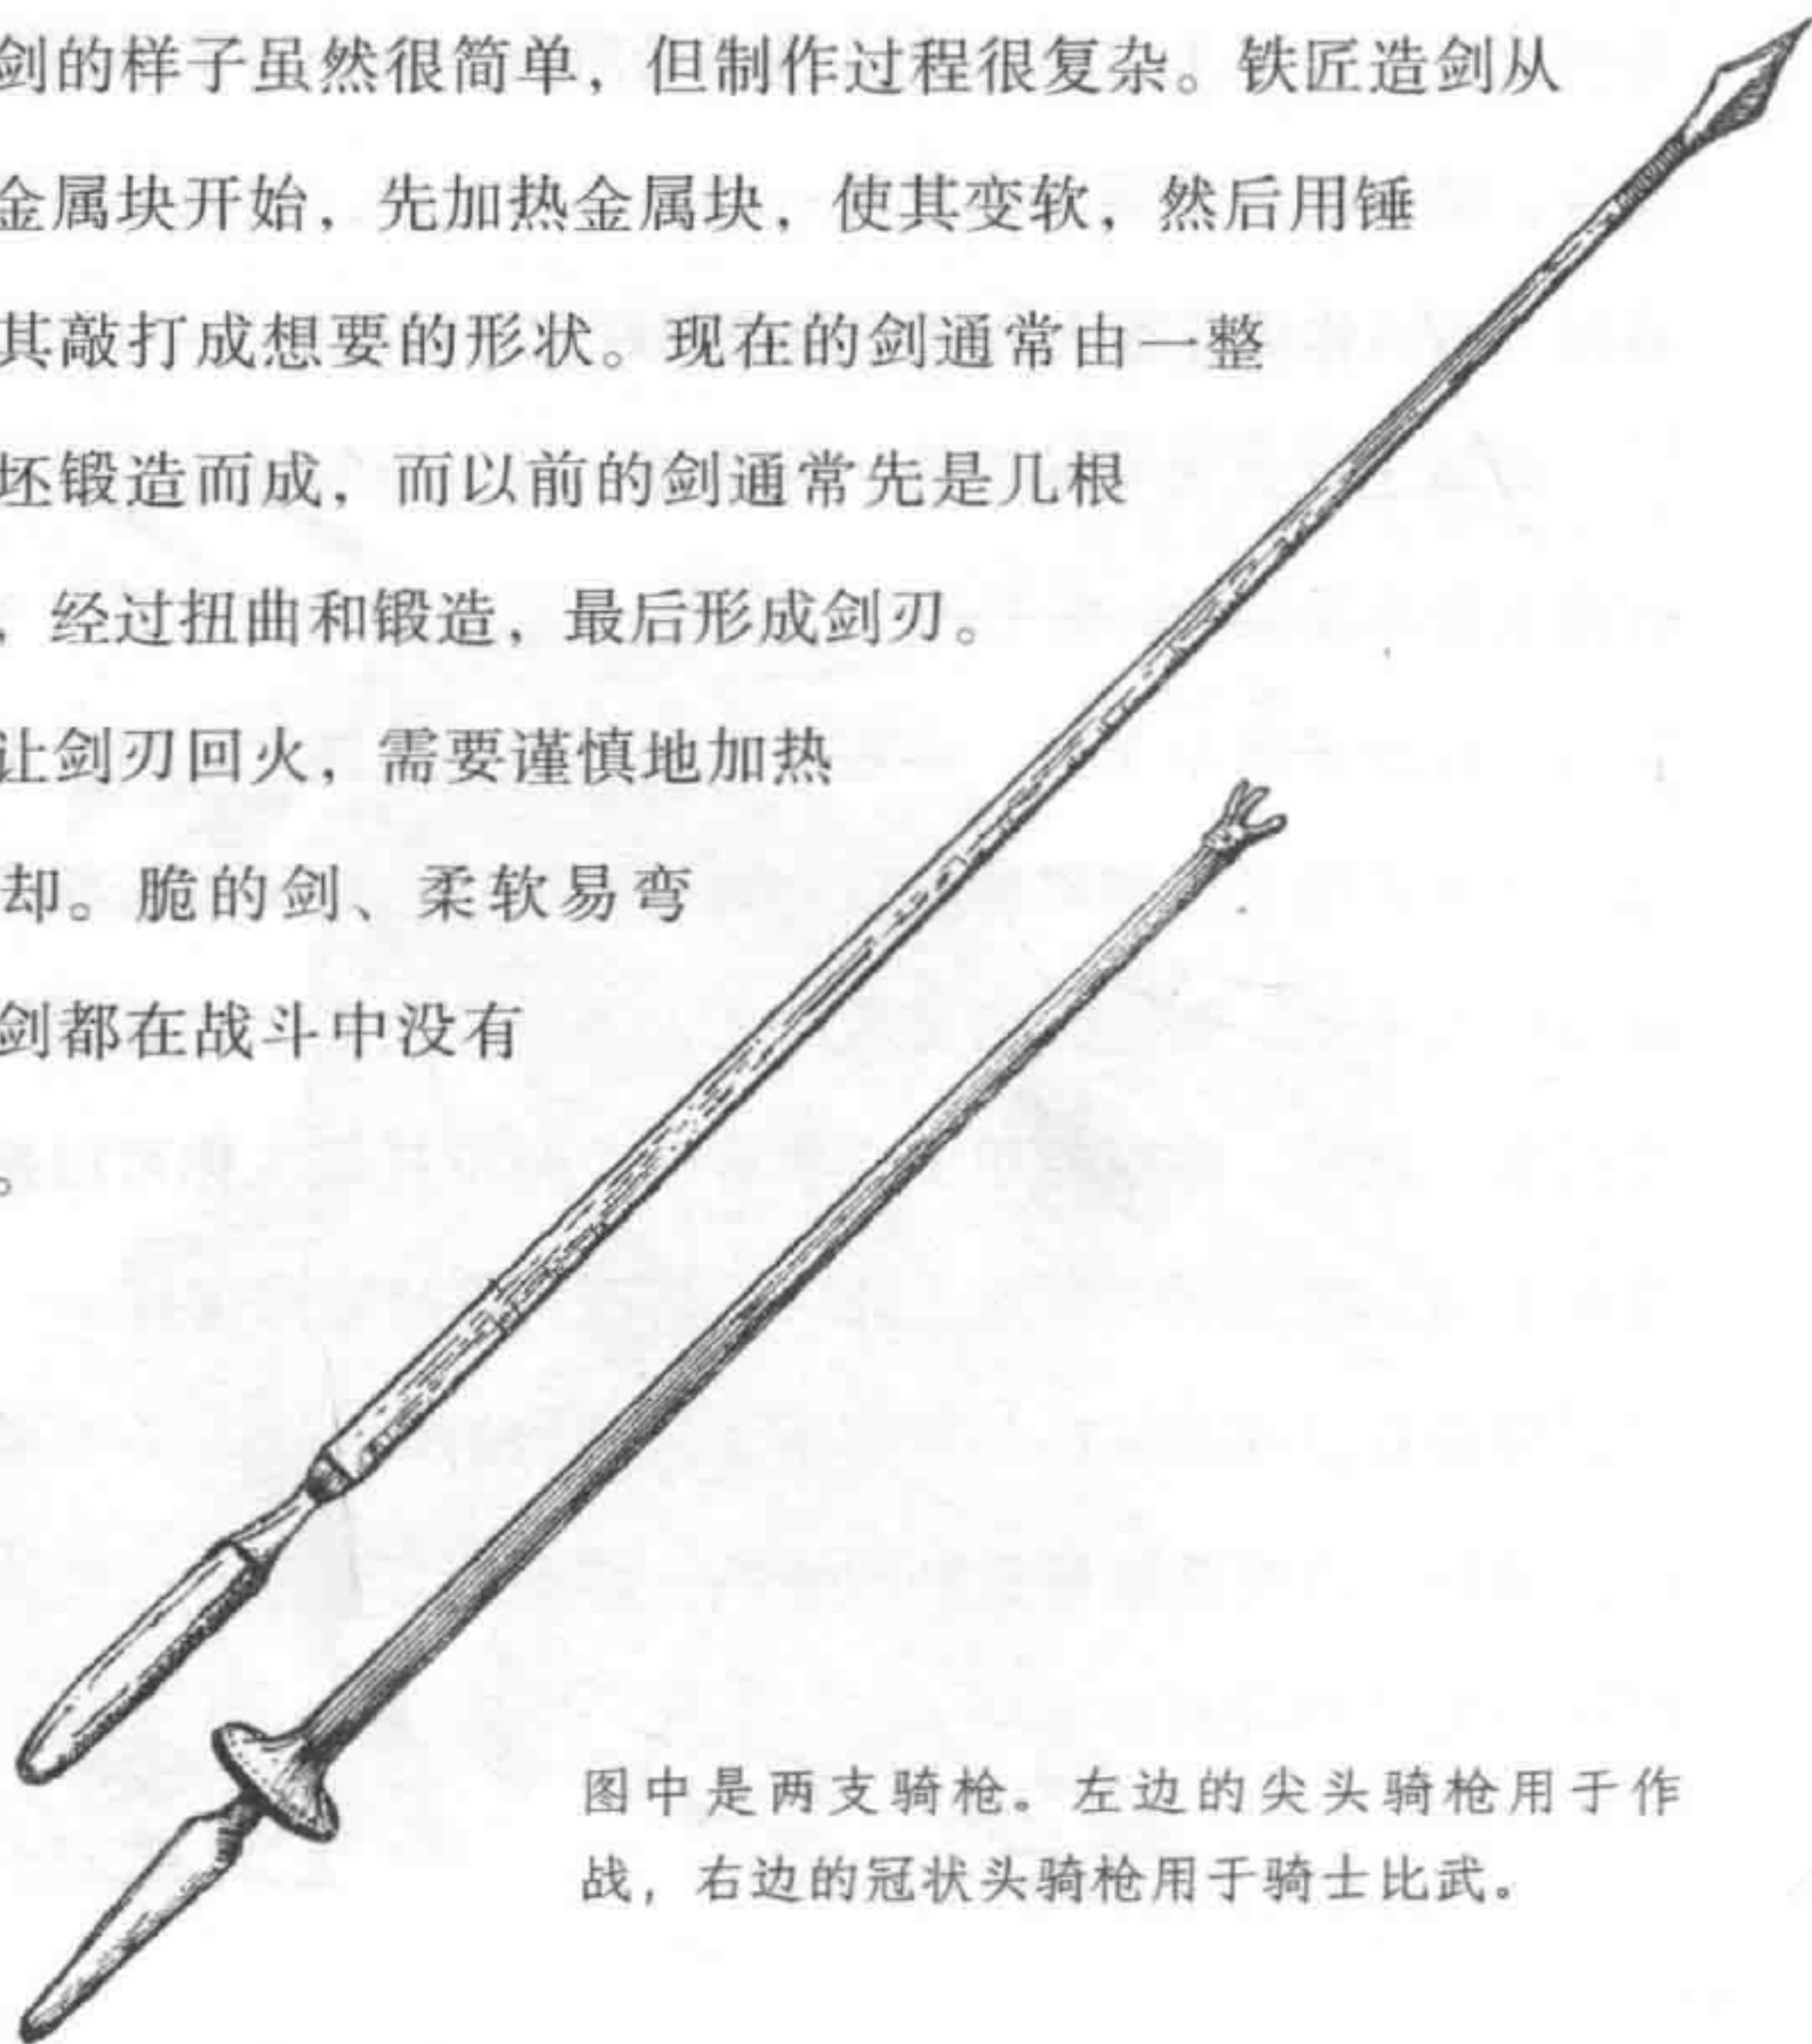 剑的样子虽然很简单，但制作过程很复杂。铁匠造剑从
金属块开始，先加热金属块，使其变软，然后用锤
其敲打成想要的形状。现在的剑通常由一整
坯锻造而成，而以前的剑通常先是几根
，经过扭曲和锻造，最后形成剑刃。
让剑刃回火，需要谨慎地加热
却。脆的剑、柔软易弯
剑都在战斗中没有
。
图中是两支骑枪。左边的尖头骑枪用于作
战，右边的冠状头骑枪用于骑士比武。